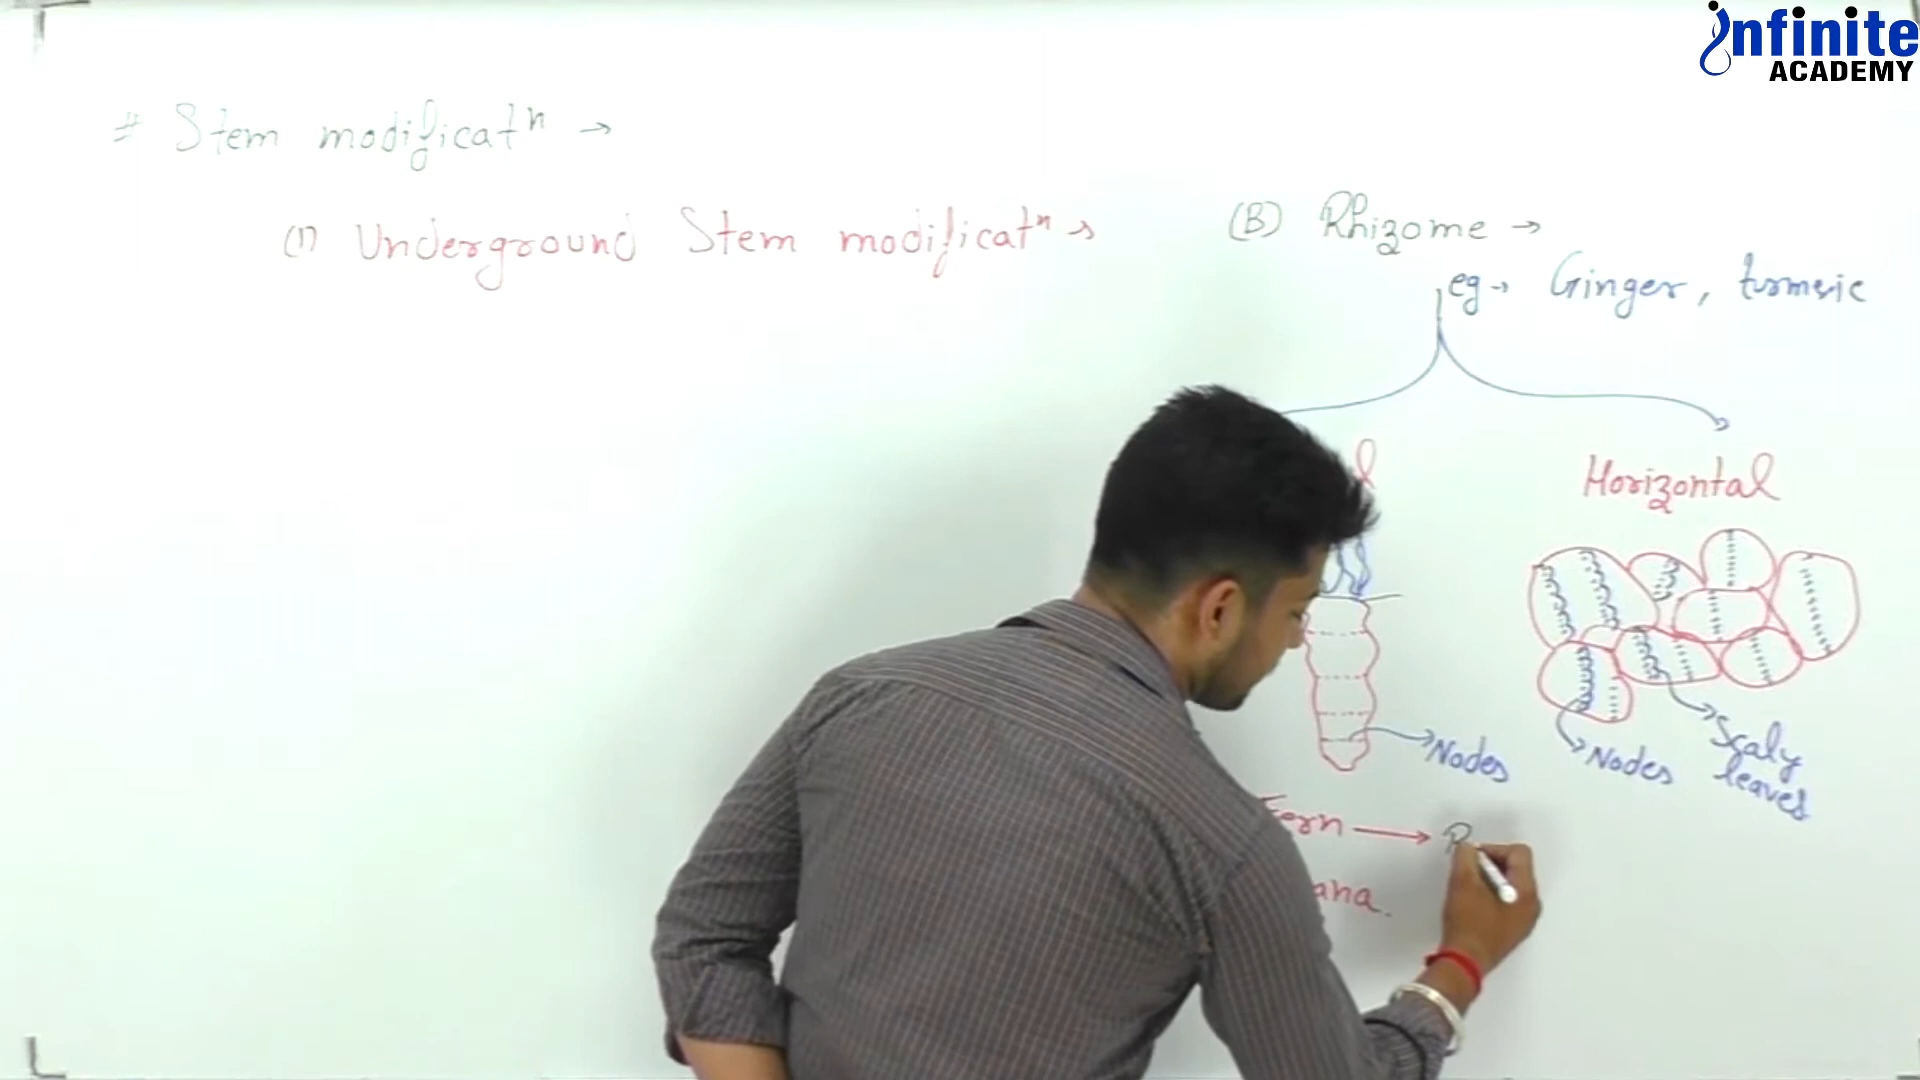 infinite
ACADEMY
# Stem modificatⁿ →
(1) Underground Stem modificatⁿ →
(B) Rhizome →
eg → Ginger, turmeric
Horizontal
Nodes
Nodes
Scaly
leaves